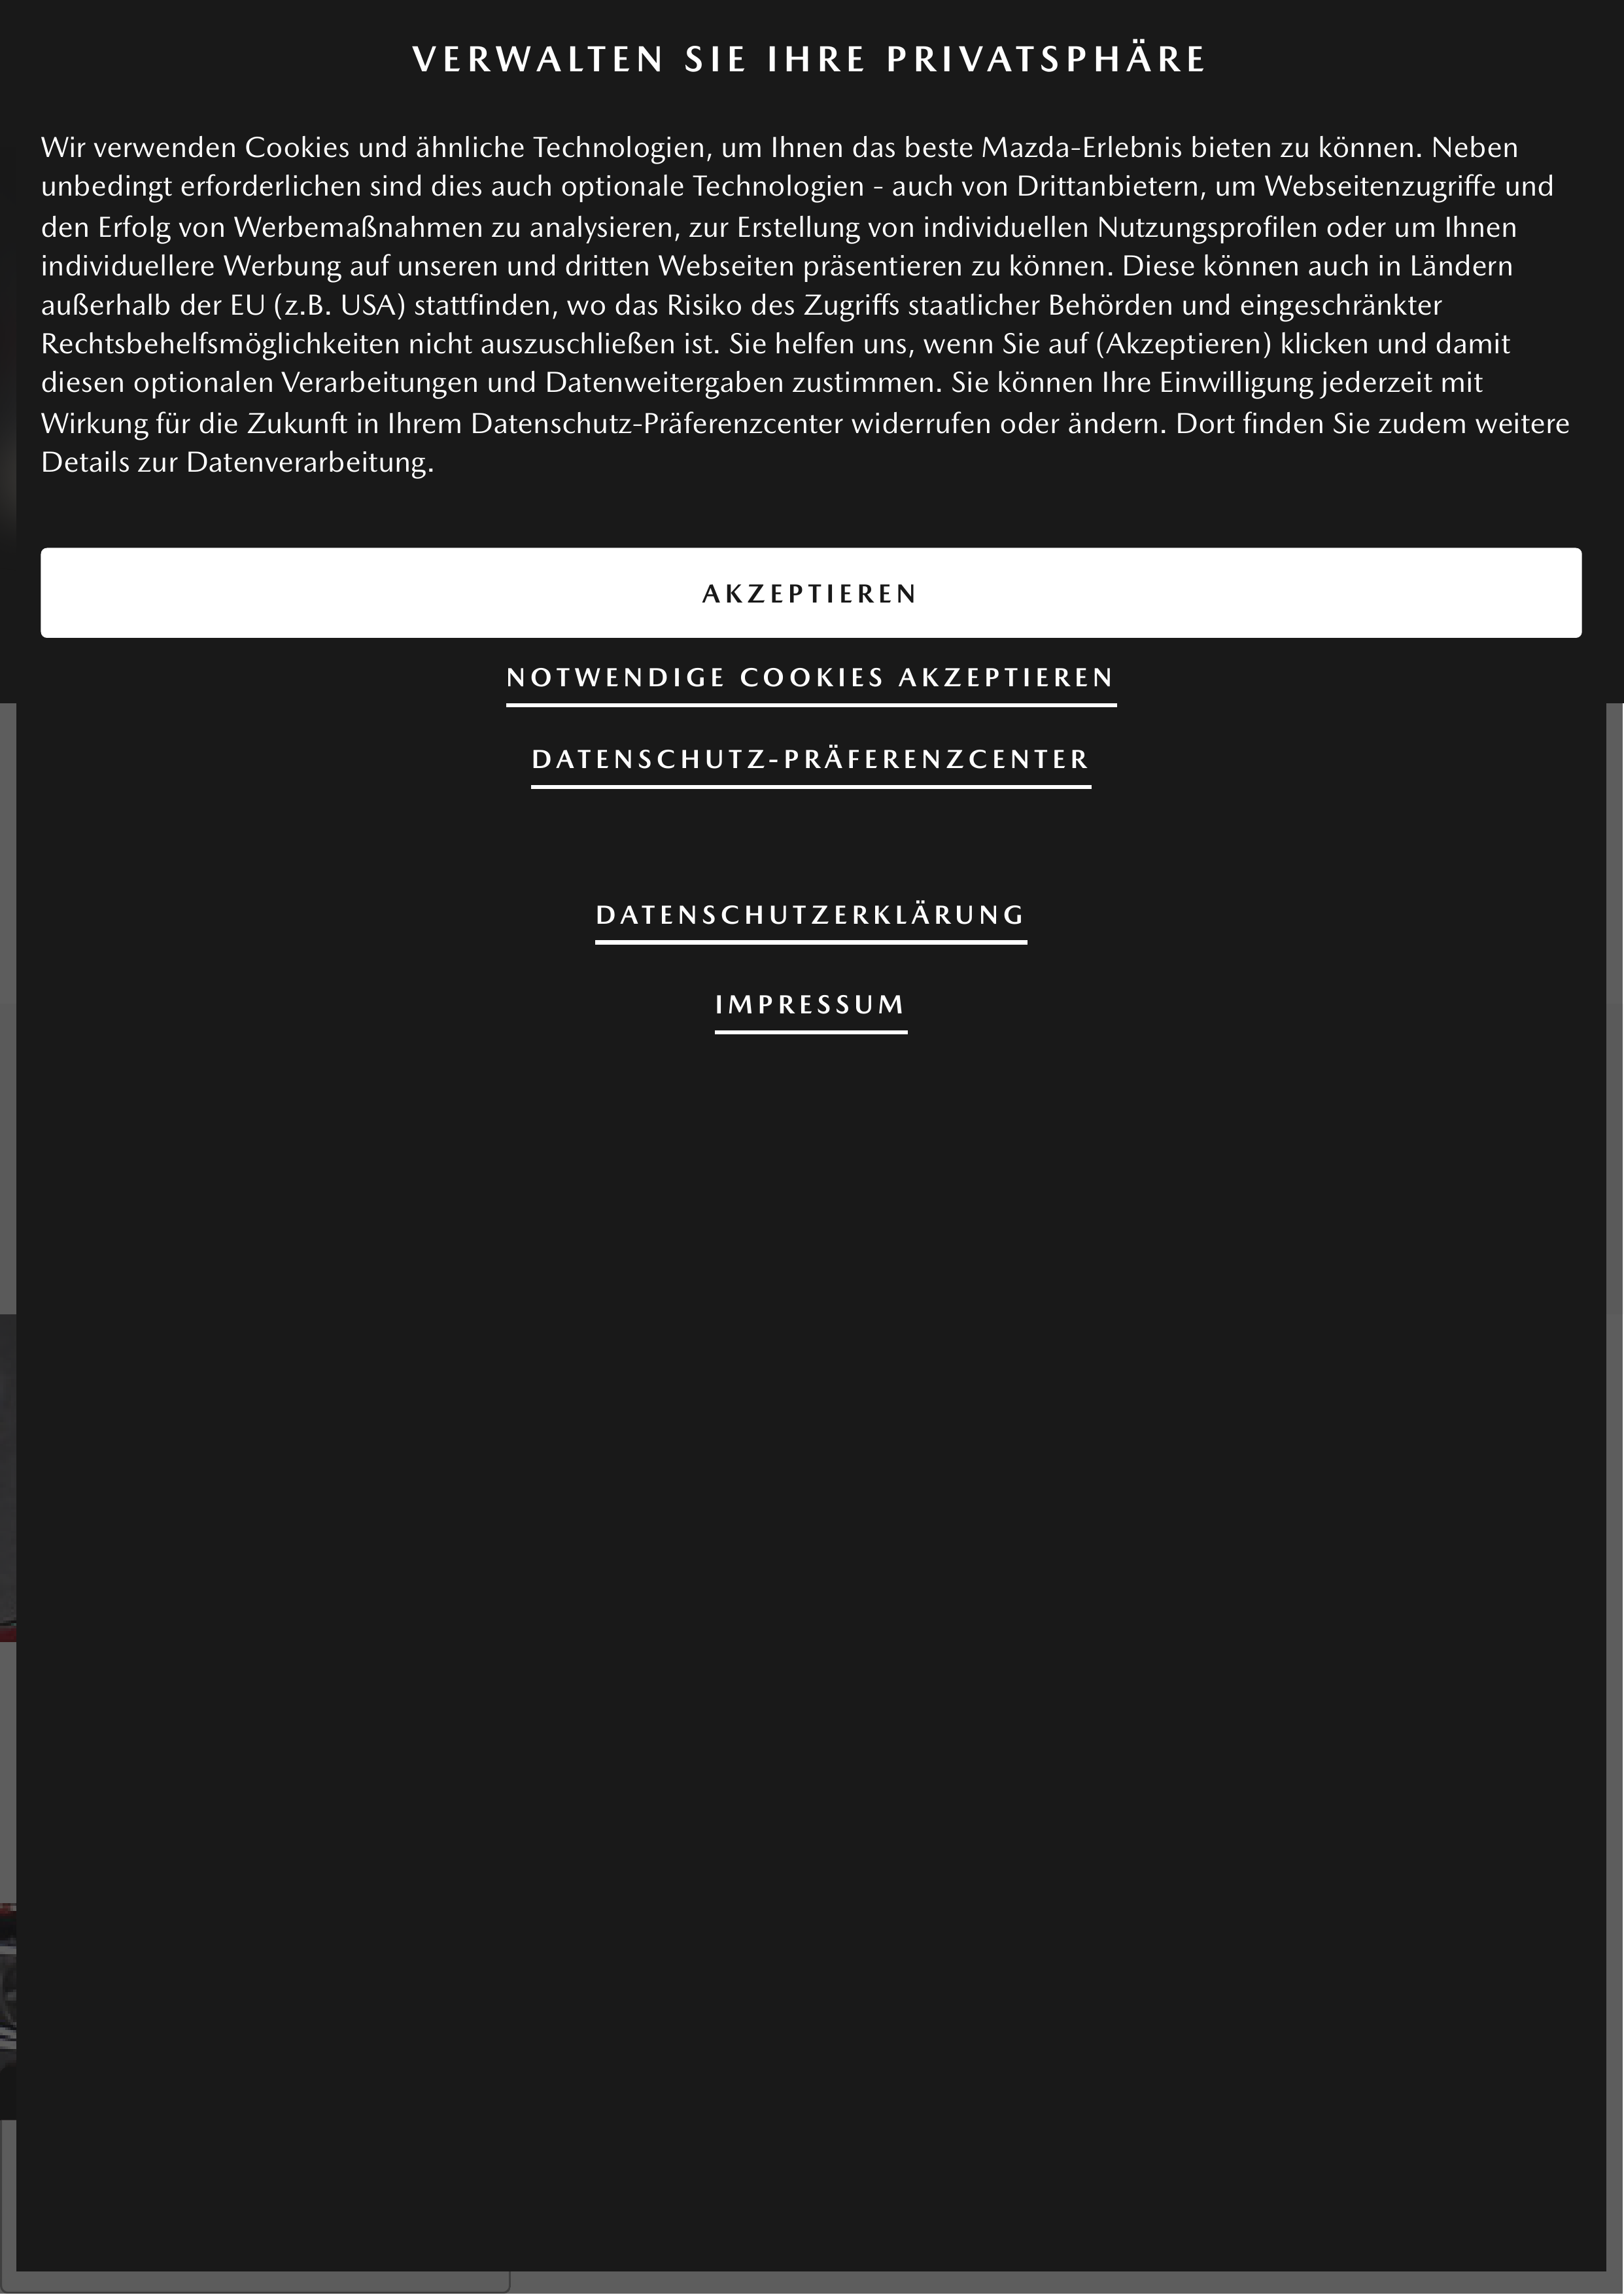 VERWALTEN SIE IHRE PRIVATSPHÄRE
Wir verwenden Cookies und ähnliche Technologien, um Ihnen das beste Mazda-Erlebnis bieten zu können. Neben
unbedingt erforderlichen sind dies auch optionale Technologien - auch von Drittanbietern, um Webseitenzugriffe und
den Erfolg von Werbemaßnahmen zu analysieren, zur Erstellung von individuellen Nutzungsprofilen oder um Ihnen
individuellere Werbung auf unseren und dritten Webseiten präsentieren zu können. Diese können auch in Ländern
außerhalb der EU (z.B. USA) stattfinden, wo das Risiko des Zugriffs staatlicher Behörden und eingeschränkter
Rechtsbehelfsmöglichkeiten nicht auszuschließen ist. Sie helfen uns, wenn Sie auf (Akzeptieren) klicken und damit
diesen optionalen Verarbeitungen und Datenweitergaben zustimmen. Sie können Ihre Einwilligung jederzeit mit
Wirkung für die Zukunft in Ihrem Datenschutz-Präferenzcenter widerrufen oder ändern. Dort finden Sie zudem weitere
Details zur Datenverarbeitung.
AKZEPTIEREN
NOTWENDIGE COOKIES AKZEPTIEREN
DATENSCHUTZ-PRÄFERENZCENTER
DATENSCHUTZERKLÄRUNG
IMPRESSUM